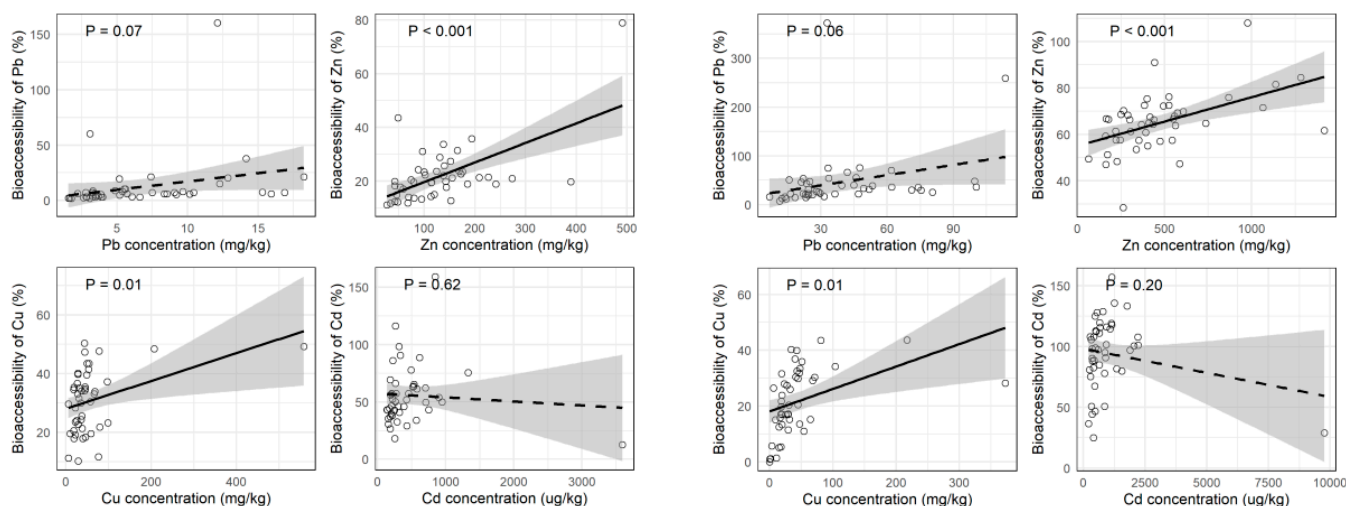 P = 0.07
Bioaccessibility of Pb (%)
150
100
50
0
5
10
15
Pb concentration (mg/kg)
P < 0.001
Bioaccessibility of Zn (%)
80
60
40
20
100
200
300
400
500
Zn concentration (mg/kg)
P = 0.06
Bioaccessibility of Pb (%)
300
200
100
0
30
60
90
Pb concentration (mg/kg)
P < 0.001
Bioaccessibility of Zn (%)
100
80
60
40
500
1000
Zn concentration (mg/kg)
P = 0.01
Bioaccessibility of Cu (%)
60
40
20
0
200
400
Cu concentration (mg/kg)
P = 0.62
Bioaccessibility of Cd (%)
150
100
50
0
0
1000
2000
3000
Cd concentration (ug/kg)
P = 0.01
Bioaccessibility of Cu (%)
60
40
20
0
0
100
200
300
Cu concentration (mg/kg)
P = 0.20
Bioaccessibility of Cd (%)
150
100
50
0
0
2500
5000
7500
10000
Cd concentration (ug/kg)